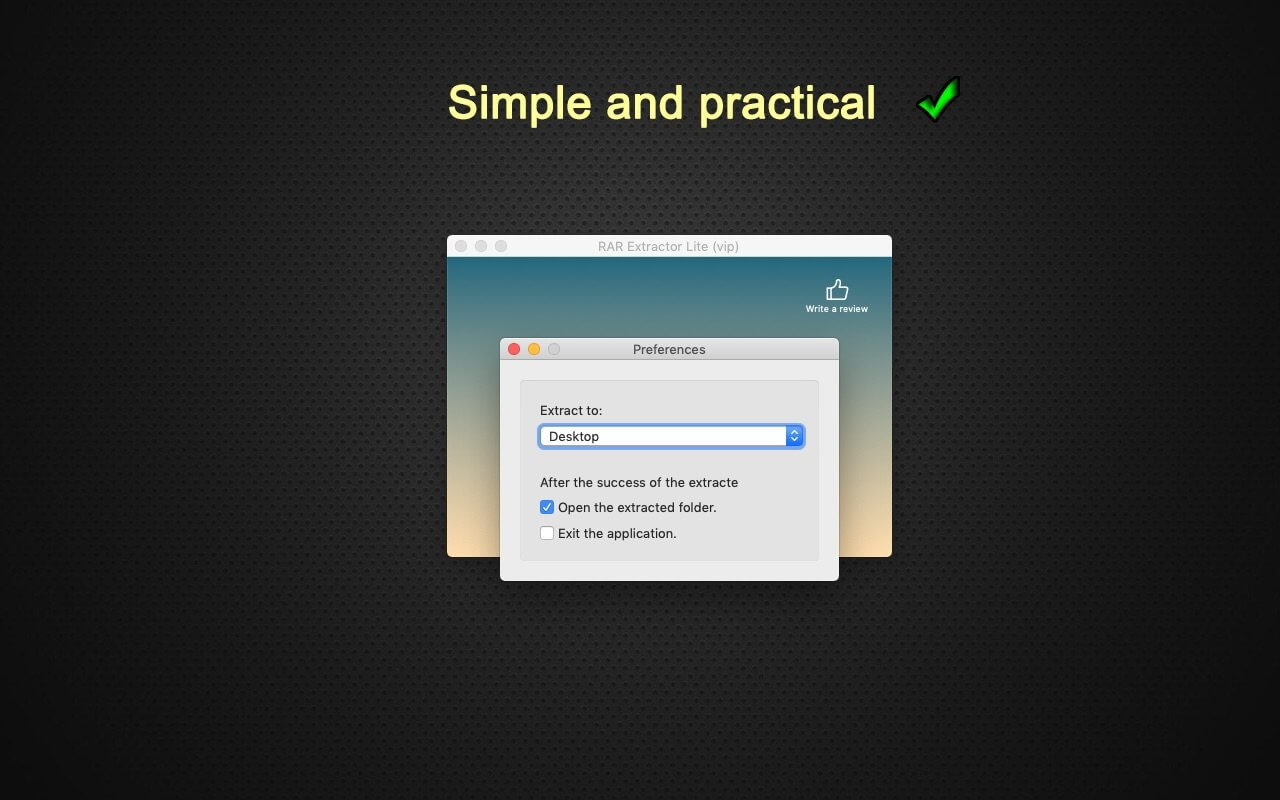 Simple and practical
RAR Extractor Lite (vip)
Write a review
Preferences
Extract to:
Desktop
After the success of the extracte
Open the extracted folder.
Exit the application.